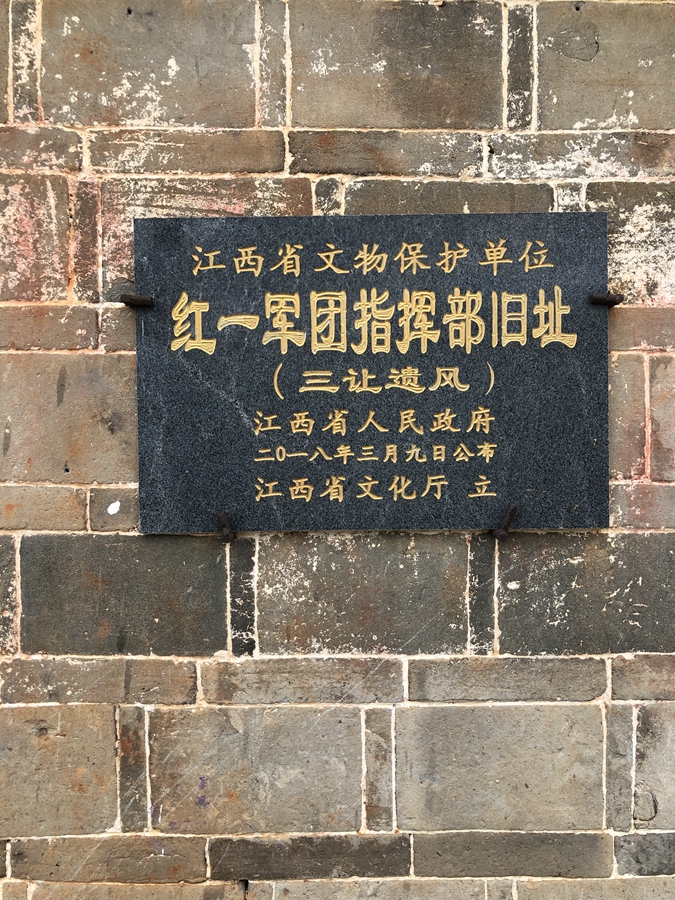 江西省文物保护单位
红一军团指挥部旧址
（三让遗风）
江西省人民政府
二〇一八年三月九日公布
江西省文化厅 立